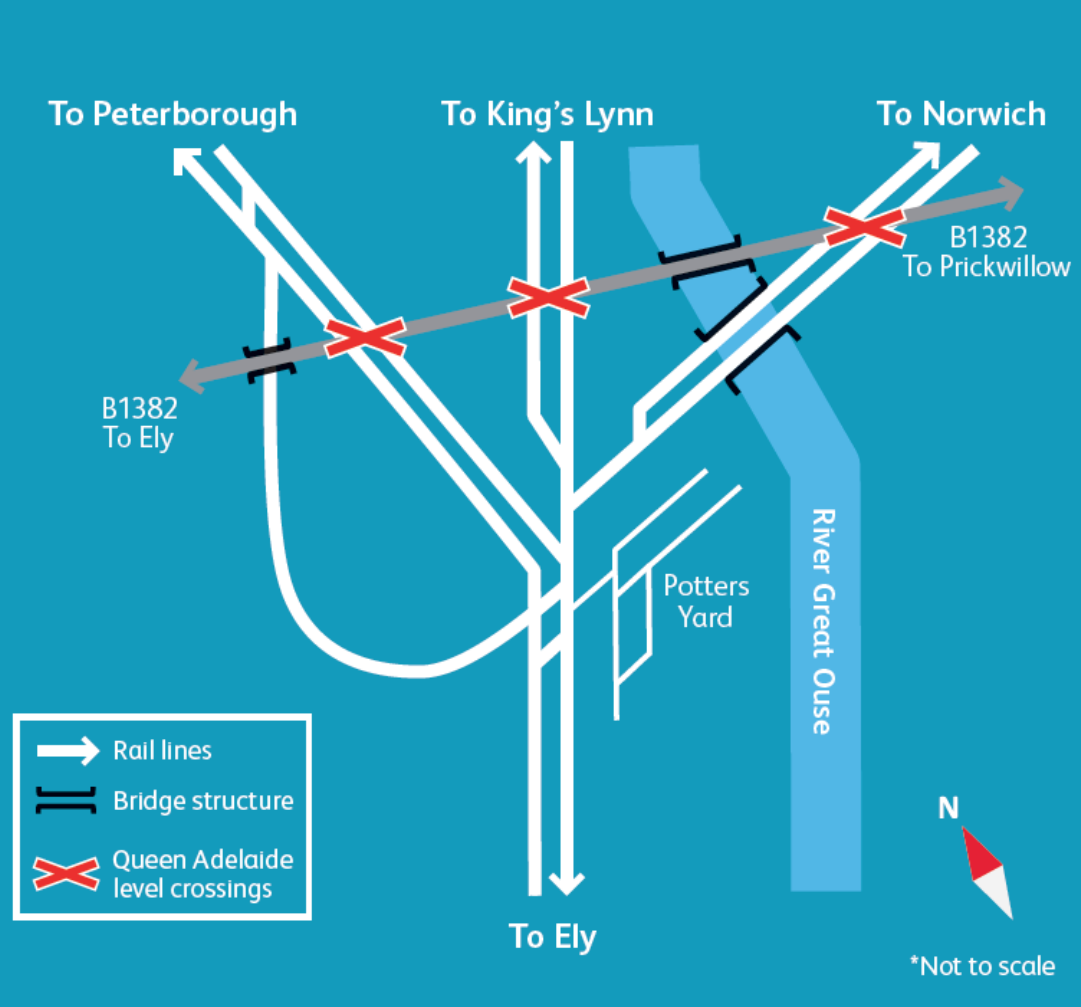 To Peterborough
To King's Lynn
To Norwich
B1382
To Prickwillow
B1382
To Ely
River Great Ouse
Potters
Yard
Rail lines
Bridge structure
Queen Adelaide
level crossings
N
To Ely
*Not to scale